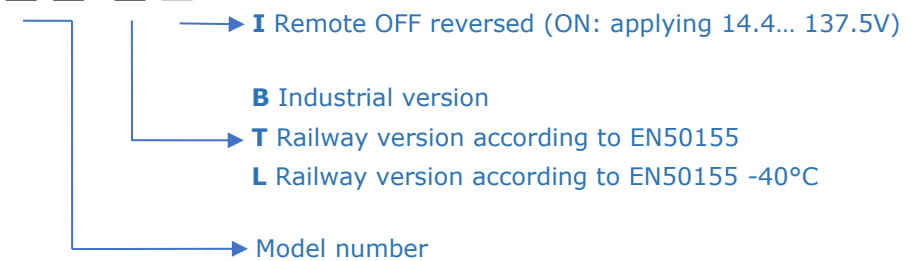 I Remote OFF reversed (ON: applying 14.4… 137.5V)
B Industrial version
T Railway version according to EN50155
L Railway version according to EN50155 -40°C
Model number